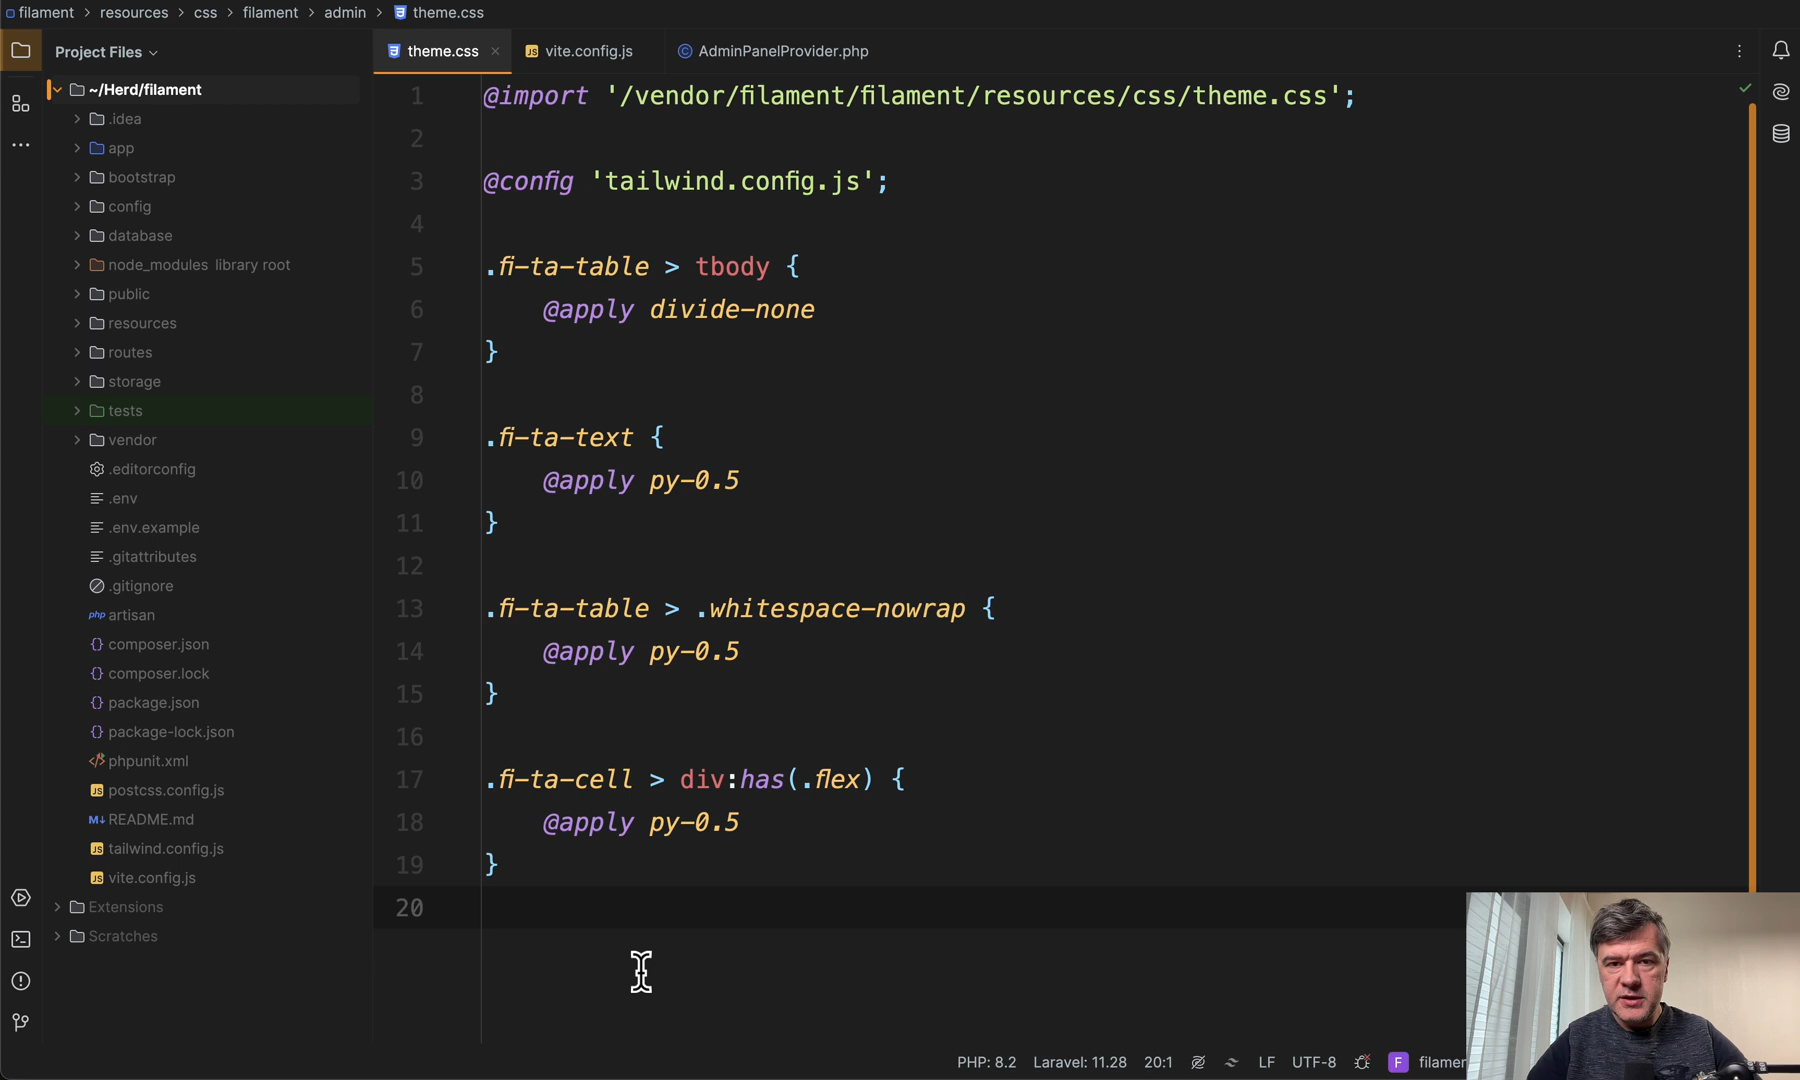 filament > resources > css > filament > admin > theme.css
Project Files
~/Herd/filament
.idea
app
bootstrap
config
database
node_modules library root
public
resources
routes
storage
tests
vendor
.editorconfig
.env
.env.example
.gitattributes
.gitignore
php artisan
{} composer.json
{} composer.lock
{} package.json
{} package-lock.json
</> phpunit.xml
JS postcss.config.js
M↓ README.md
JS tailwind.config.js
JS vite.config.js
Extensions
Scratches
theme.css × JS vite.config.js © AdminPanelProvider.php
1 @import '/vendor/filament/filament/resources/css/theme.css';
2
3 @config 'tailwind.config.js';
4
5 .fi-ta-table > tbody {
6 @apply divide-none
7 }
8
9 .fi-ta-text {
10 @apply py-0.5
11 }
12
13 .fi-ta-table > .whitespace-nowrap {
14 @apply py-0.5
15 }
16
17 .fi-ta-cell > div:has(.flex) {
18 @apply py-0.5
19 }
20
PHP: 8.2 Laravel: 11.28 20:1 LF UTF-8 F